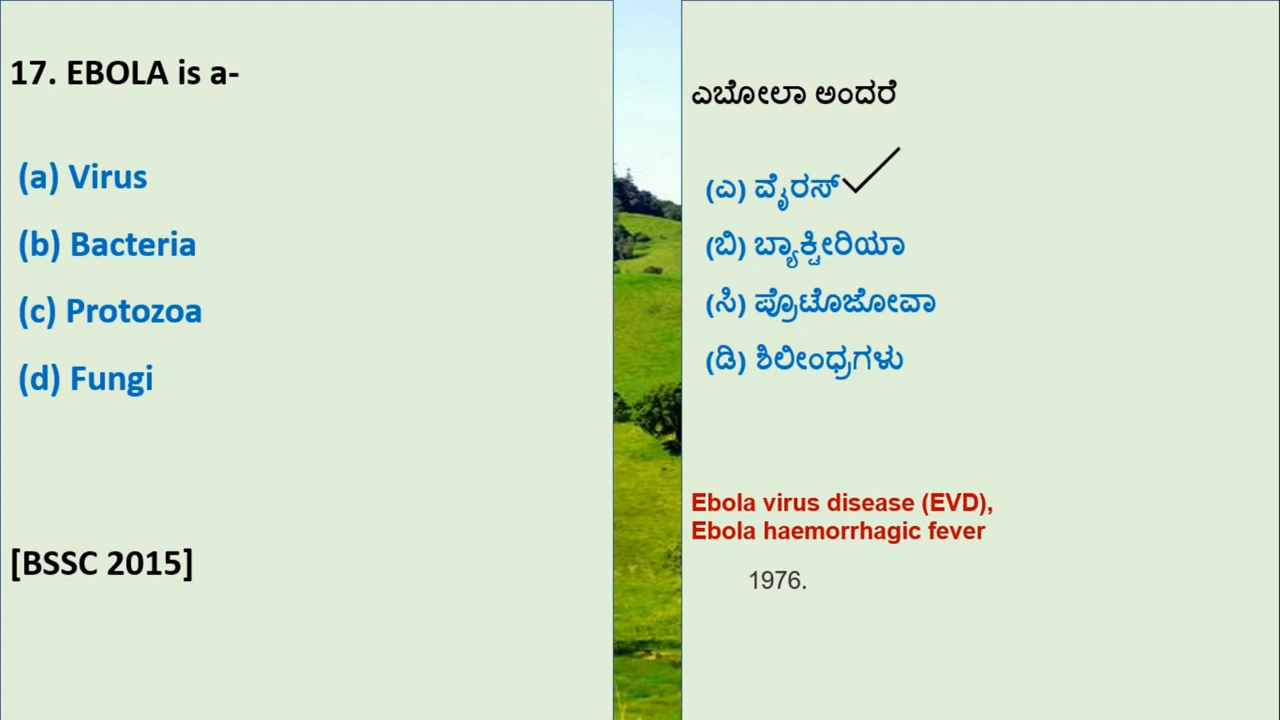 17. EBOLA is a-
(a) Virus
(b) Bacteria
(c) Protozoa
(d) Fungi
[BSSC 2015]
ಎಬೋಲಾ ಅಂದರೆ
(ಎ) ವೈರಸ್
(ಬಿ) ಬ್ಯಾಕ್ಟೀರಿಯಾ
(ಸಿ) ಪ್ರೊಟೊಜೋವಾ
(ಡಿ) ಶಿಲೀಂಧ್ರಗಳು
Ebola virus disease (EVD),
Ebola haemorrhagic fever
1976.